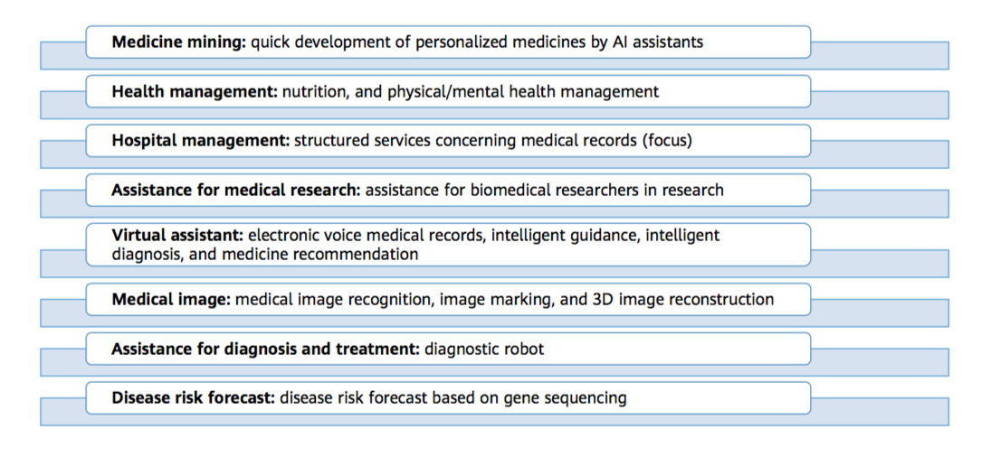 Medicine mining: quick development of personalized medicines by AI assistants
Health management: nutrition, and physical/mental health management
Hospital management: structured services concerning medical records (focus)
Assistance for medical research: assistance for biomedical researchers in research
Virtual assistant: electronic voice medical records, intelligent guidance, intelligent
diagnosis, and medicine recommendation
Medical image: medical image recognition, image marking, and 3D image reconstruction
Assistance for diagnosis and treatment: diagnostic robot
Disease risk forecast: disease risk forecast based on gene sequencing